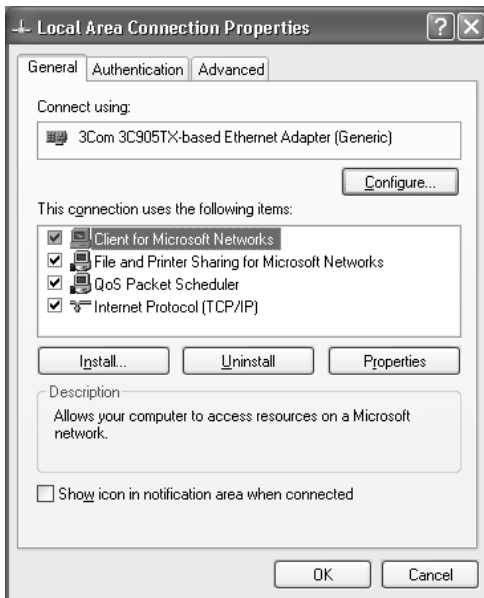 Local Area Connection Properties
General Authentication Advanced
Connect using:
3Com 3C905TX-based Ethernet Adapter (Generic)
Configure...
This connection uses the following items:
Client for Microsoft Networks
File and Printer Sharing for Microsoft Networks
QoS Packet Scheduler
Internet Protocol (TCP/IP)
Install... Uninstall Properties
Description
Allows your computer to access resources on a Microsoft
network.
Show icon in notification area when connected
OK Cancel